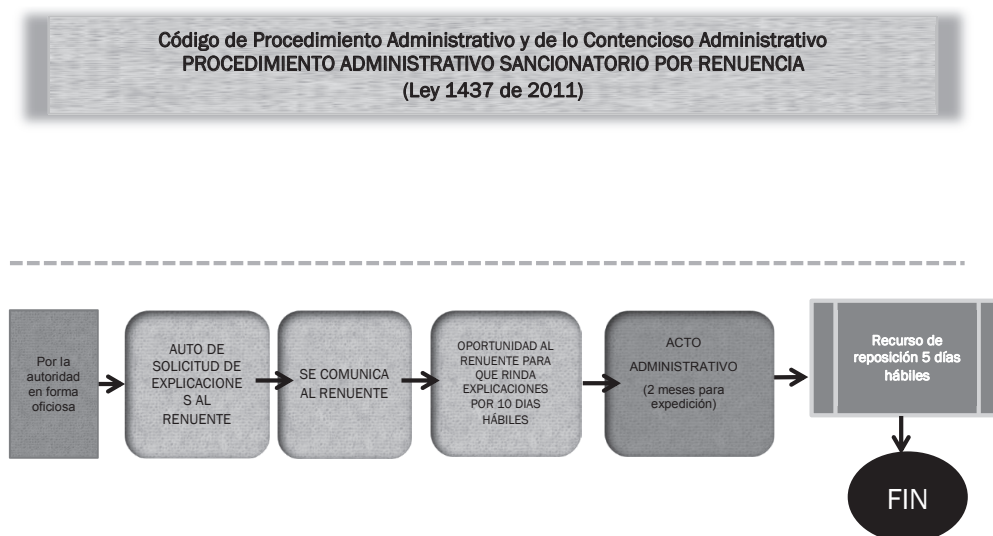 Código de Procedimiento Administrativo y de lo Contencioso Administrativo
PROCEDIMIENTO ADMINISTRATIVO SANCIONATORIO POR RENUENCIA
(Ley 1437 de 2011)
Por la
autoridad
en forma
oficiosa
AUTO DE
SOLICITUD DE
EXPLICACIONE
S AL
RENUENTE
SE COMUNICA
AL RENUENTE
OPORTUNIDAD AL
RENUENTE PARA
QUE RINDA
EXPLICACIONES
POR 10 DIAS
HÁBILES
ACTO
ADMINISTRATIVO
(2 meses para
expedición)
Recurso de
reposición 5 días
hábiles
FIN